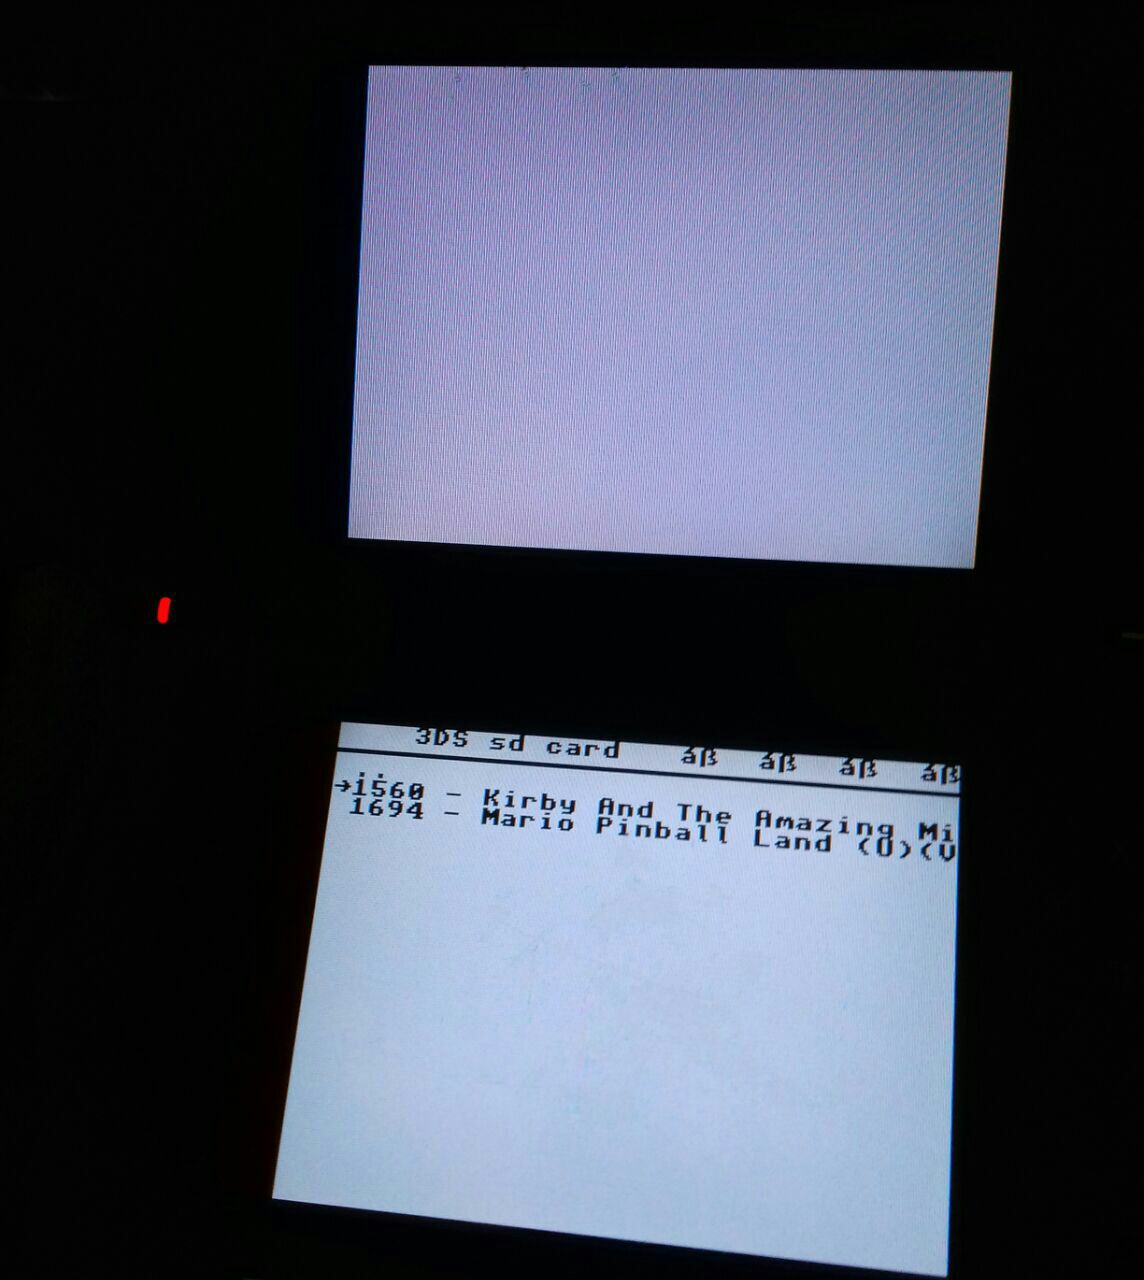 3DS sd card áß áß áß áß
..
→1560 - Kirby And The Amazing Mi
1694 - Mario Pinball Land (U)(V